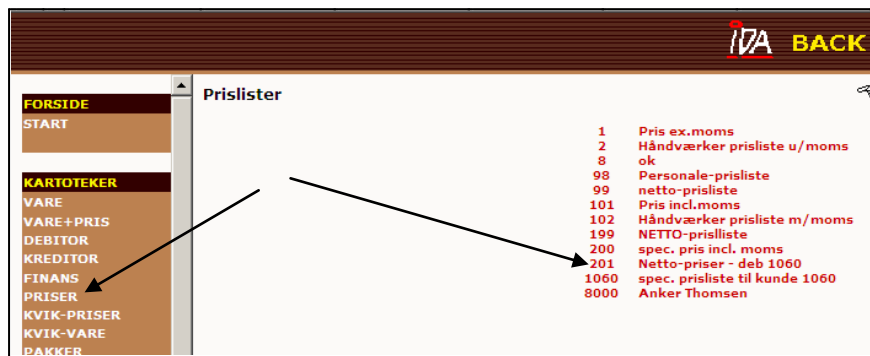 iDA BACK
FORSIDE
START
KARTOTEKER
VARE
VARE+PRIS
DEBITOR
KREDITOR
FINANS
PRISER
KVIK-PRISER
KVIK-VARE
PAKKER
Prislister
1 Pris ex.moms
2 Håndværker prisliste u/moms
8 ok
98 Personale-prisliste
99 netto-prisliste
101 Pris incl.moms
102 Håndværker prisliste m/moms
199 NETTO-prislliste
200 spec. pris incl. moms
201 Netto-priser - deb 1060
1060 spec. prisliste til kunde 1060
8000 Anker Thomsen